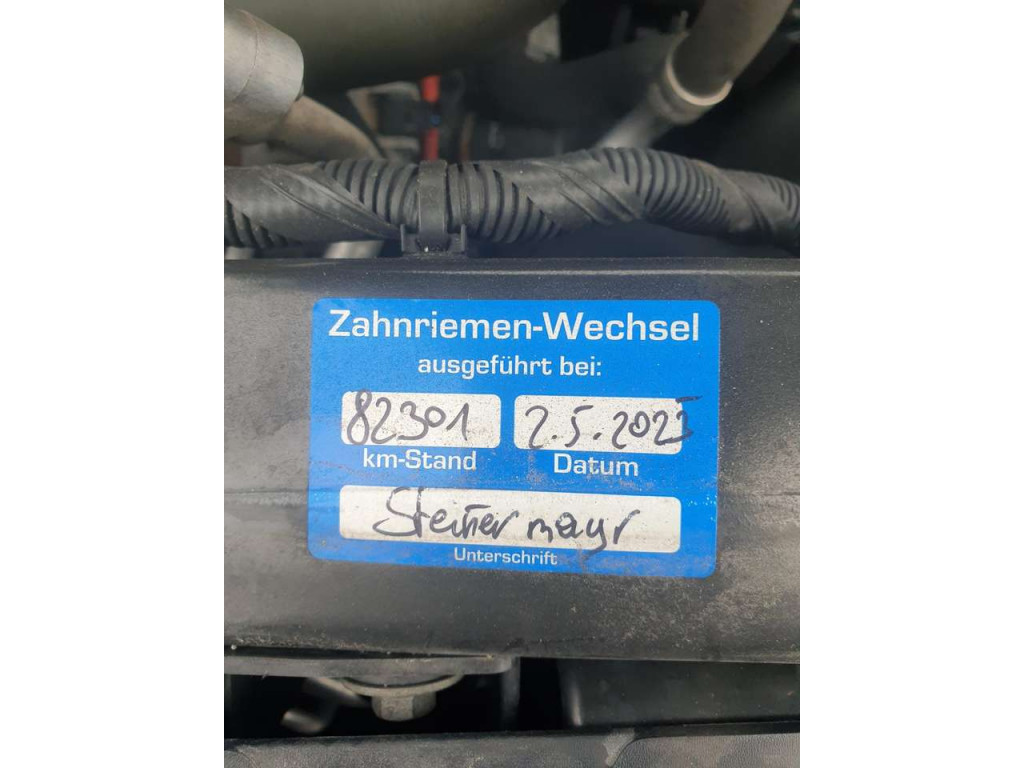 Zahnriemen-Wechsel
ausgeführt bei:
82301 2.5.2023
km-Stand Datum
Steinermayr
Unterschrift